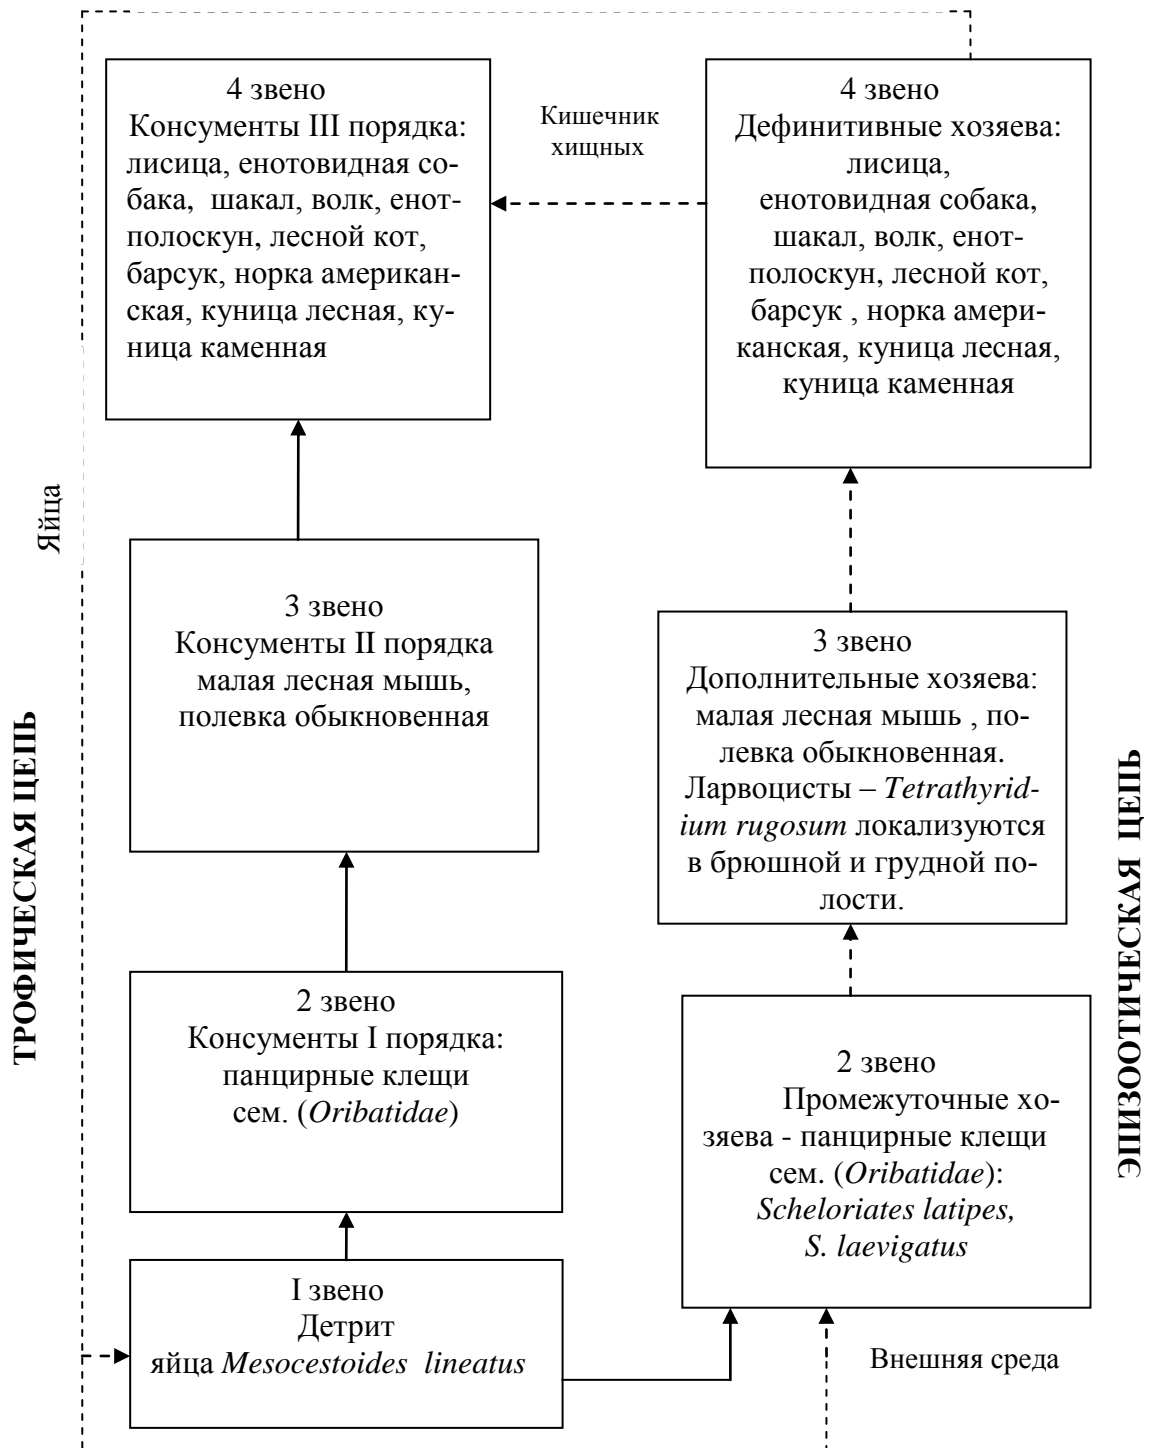 4 звено
Консументы III порядка:
лисица, енотовидная со-
бака, шакал, волк, енот-
полоскун, лесной кот,
барсук, норка американ-
ская, куница лесная, ку-
ница каменная
Кишечник
хищных
4 звено
Дефинитивные хозяева:
лисица,
енотовидная собака,
шакал, волк, енот-
полоскун, лесной кот,
барсук , норка амери-
канская, куница лесная,
куница каменная
Яйца
3 звено
Консументы II порядка
малая лесная мышь,
полевка обыкновенная
3 звено
Дополнительные хозяева:
малая лесная мышь , по-
левка обыкновенная.
Ларвоцисты – Tetrathyrid-
ium rugosum локализуются
в брюшной и грудной по-
лости.
ТРОФИЧЕСКАЯ ЦЕПЬ
ЭПИЗООТИЧЕСКАЯ ЦЕПЬ
2 звено
Консументы I порядка:
панцирные клещи
сем. (Oribatidae)
2 звено
Промежуточные хо-
зяева - панцирные клещи
сем. (Oribatidae):
Scheloriates latipes,
S. laevigatus
I звено
Детрит
яйца Mesocestoides lineatus
Внешняя среда